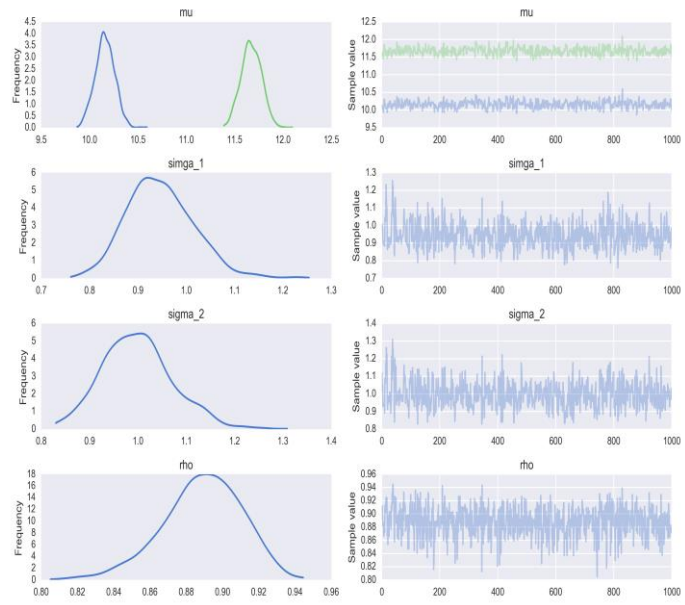 mu
mu
4.5
4.0
3.5
3.0
2.5
2.0
1.5
1.0
0.5
0.0
Frequency
9.5 10.0 10.5 11.0 11.5 12.0 12.5
12.5
12.0
11.5
11.0
10.5
10.0
9.5
Sample value
0 200 400 600 800 1000
simga_1
simga_1
6
5
4
3
2
1
0
Frequency
0.7 0.8 0.9 1.0 1.1 1.2 1.3
1.3
1.2
1.1
1.0
0.9
0.8
0.7
Sample value
0 200 400 600 800 1000
sigma_2
sigma_2
6
5
4
3
2
1
0
Frequency
0.8 0.9 1.0 1.1 1.2 1.3 1.4
1.4
1.3
1.2
1.1
1.0
0.9
0.8
Sample value
0 200 400 600 800 1000
rho
rho
18
16
14
12
10
8
6
4
2
0
Frequency
0.80 0.82 0.84 0.86 0.88 0.90 0.92 0.94 0.96
0.96
0.94
0.92
0.90
0.88
0.86
0.84
0.82
0.80
Sample value
0 200 400 600 800 1000